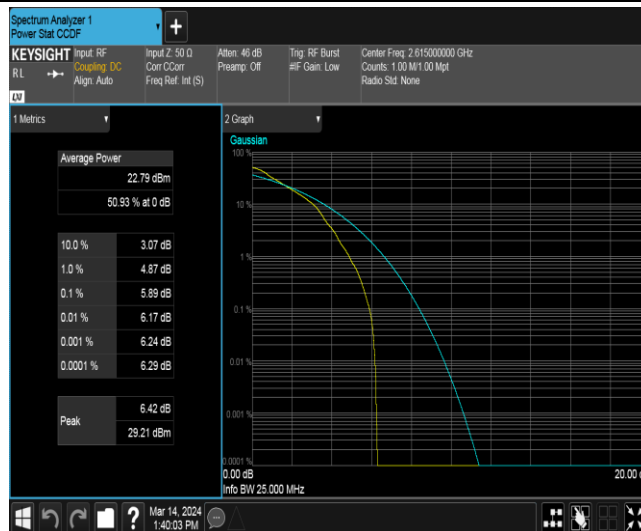 Spectrum Analyzer 1
Power Stat CCDF
+
KEYSIGHT
RL
Input: RF
Coupling: DC
Align: Auto
Input Z: 50 Ω
Corr CCorr
Freq Ref: Int (S)
Atten: 46 dB
Preamp: Off
Trig: RF Burst
#IF Gain: Low
Center Freq: 2.615000000 GHz
Counts: 1.00 M/1.00 Mpt
Radio Std: None
1 Metrics
Average Power
22.79 dBm
50.93 % at 0 dB
10.0 % 3.07 dB
1.0 % 4.87 dB
0.1 % 5.89 dB
0.01 % 6.17 dB
0.001 % 6.24 dB
0.0001 % 6.29 dB
Peak
6.42 dB
29.21 dBm
2 Graph
Gaussian
100 %
10 %
1 %
0.1 %
0.01 %
0.001 %
0.0001 %
0.00 dB
20.00
Info BW 25.000 MHz
?
Mar 14, 2024
1:40:03 PM